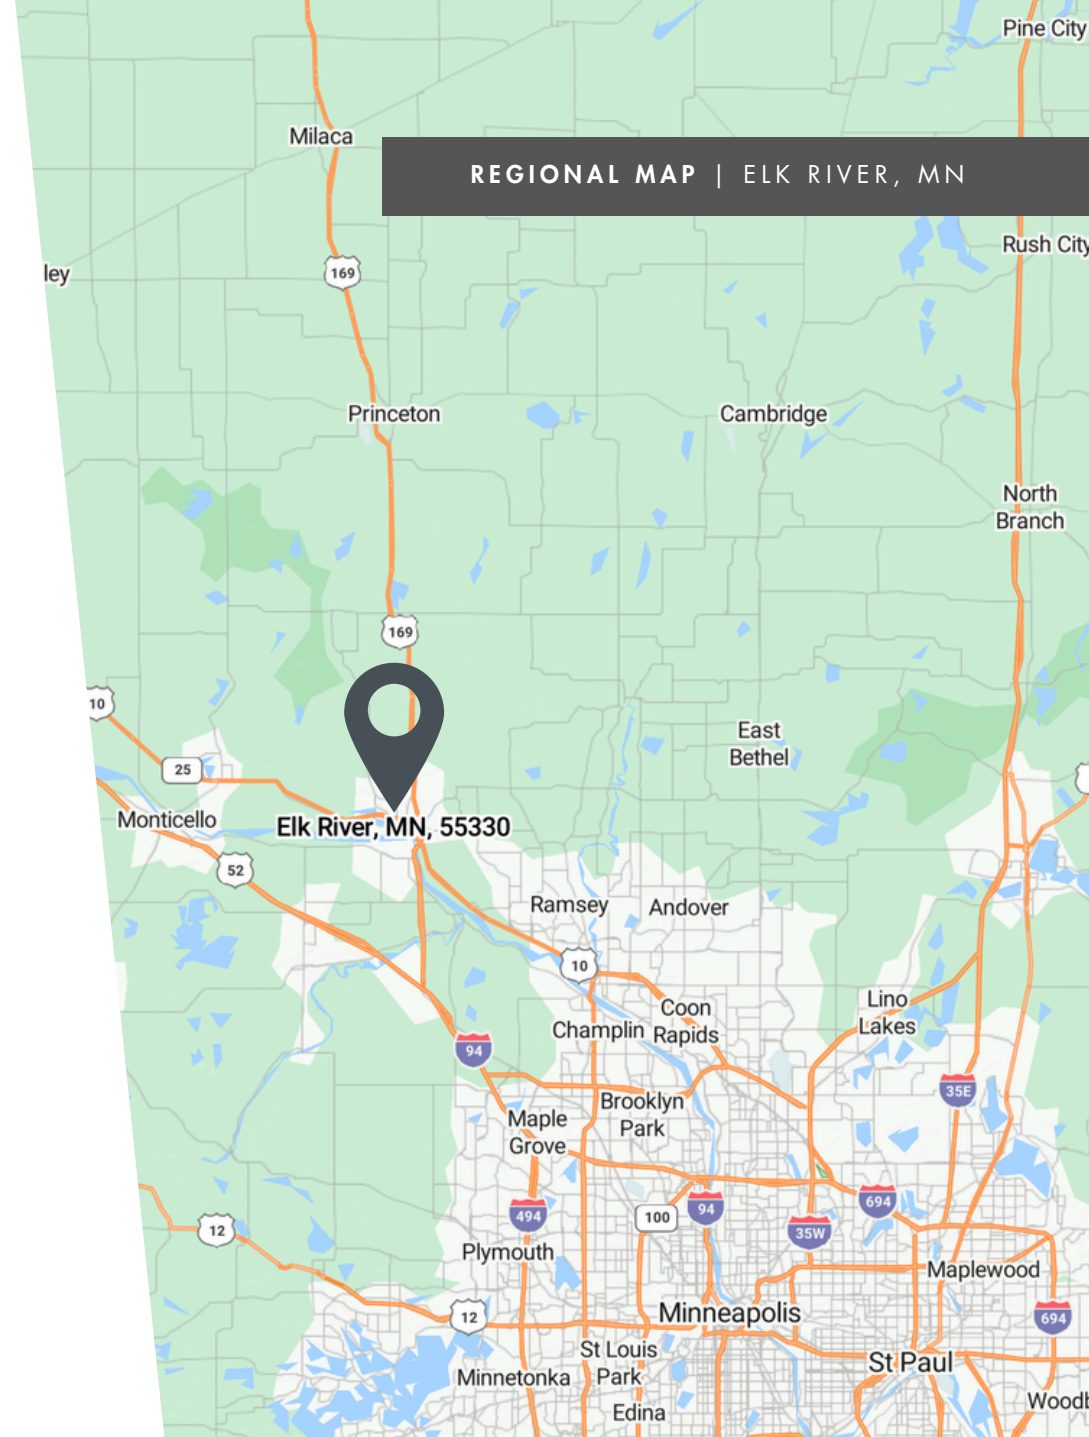 Pine City
Milaca
REGIONAL MAP | ELK RIVER, MN
Rush City
169
ley
Princeton
Cambridge
North
Branch
169
10
East
Bethel
25
Monticello
Elk River, MN, 55330
52
Ramsey
Andover
10
Lino
Lakes
Coon
Rapids
Champlin
94
35E
Brooklyn
Park
Maple
Grove
694
94
494
100
35W
12
Plymouth
Maplewood
Minneapolis
12
694
St Louis
Park
St Paul
Minnetonka
Woodb
Edina